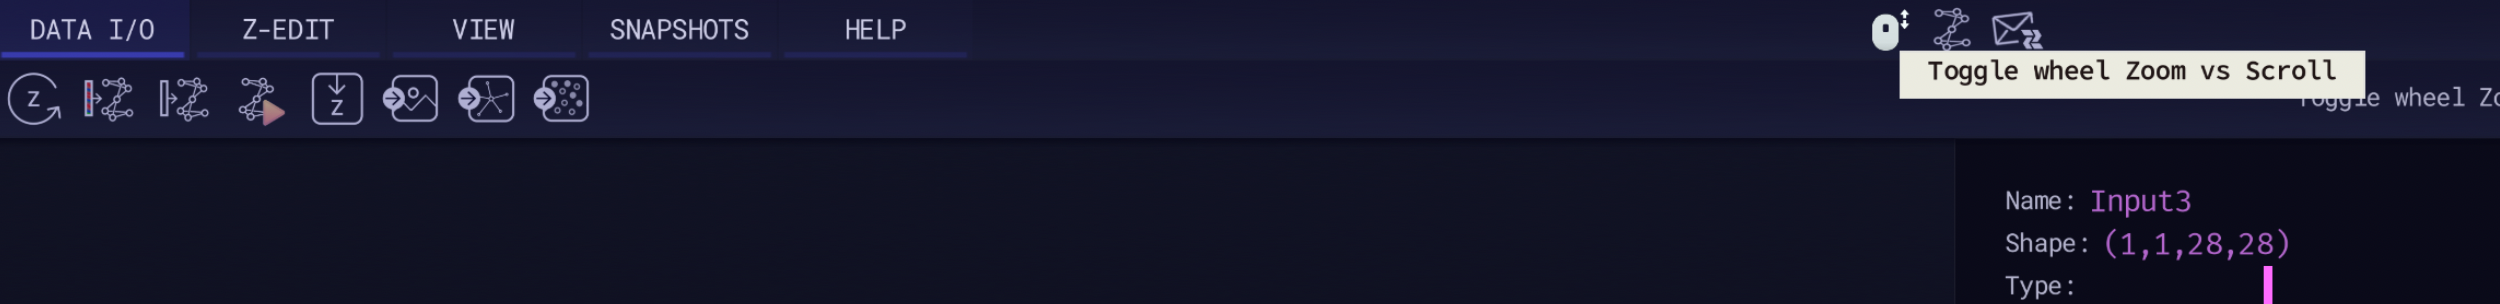 DATA I/O
Z-EDIT
VIEW
SNAPSHOTS
HELP
Toggle wheel Zoom vs Scroll
Z
Z
Toggle wheel Zo
Name: Input3
Shape: (1,1,28,28)
Type: